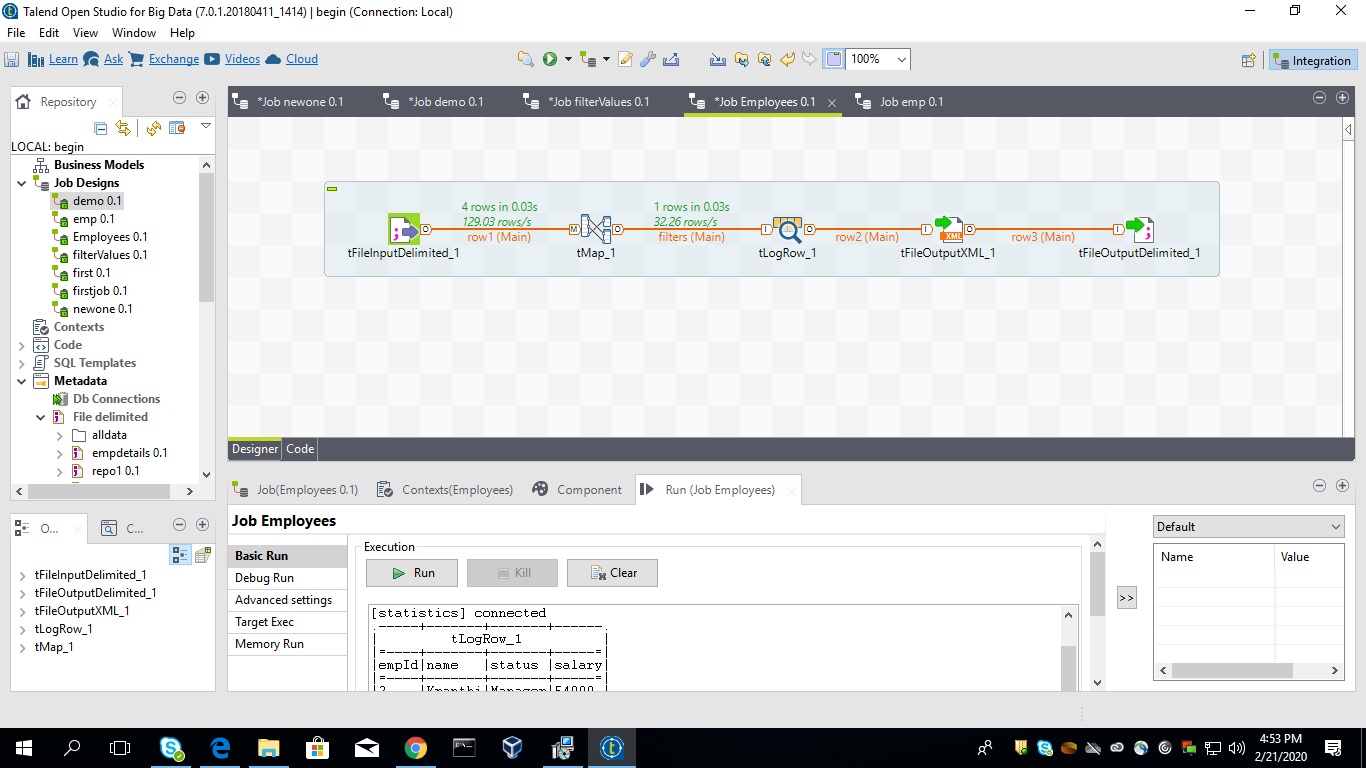 Talend Open Studio for Big Data (7.0.1.20180411_1414) | begin (Connection: Local)
File Edit View Window Help
Learn Ask Exchange Videos Cloud 100% Integration
Repository
*Job newone 0.1 *Job demo 0.1 *Job filterValues 0.1 *Job Employees 0.1 Job emp 0.1
LOCAL: begin
Business Models
Job Designs
demo 0.1
emp 0.1
Employees 0.1
filterValues 0.1
first 0.1
firstjob 0.1
newone 0.1
Contexts
Code
SQL Templates
Metadata
Db Connections
File delimited
alldata
empdetails 0.1
repo1 0.1
4 rows in 0.03s 1 rows in 0.03s
129.03 rows/s 32.26 rows/s
row1 (Main) filters (Main) row2 (Main) row3 (Main)
tFileInputDelimited_1 tMap_1 tLogRow_1 tFileOutputXML_1 tFileOutputDelimited_1
Designer Code
Job(Employees 0.1) Contexts(Employees) Component Run (Job Employees)
Job Employees
O... C...
tFileInputDelimited_1
tFileOutputDelimited_1
tFileOutputXML_1
tLogRow_1
tMap_1
Basic Run
Debug Run
Advanced settings
Target Exec
Memory Run
Execution
Run Kill Clear
[statistics] connected
tLogRow_1
empId|name |status |salary
Kranthi|Manager|54000
>>
Default
Name Value
4:53 PM
2/21/2020